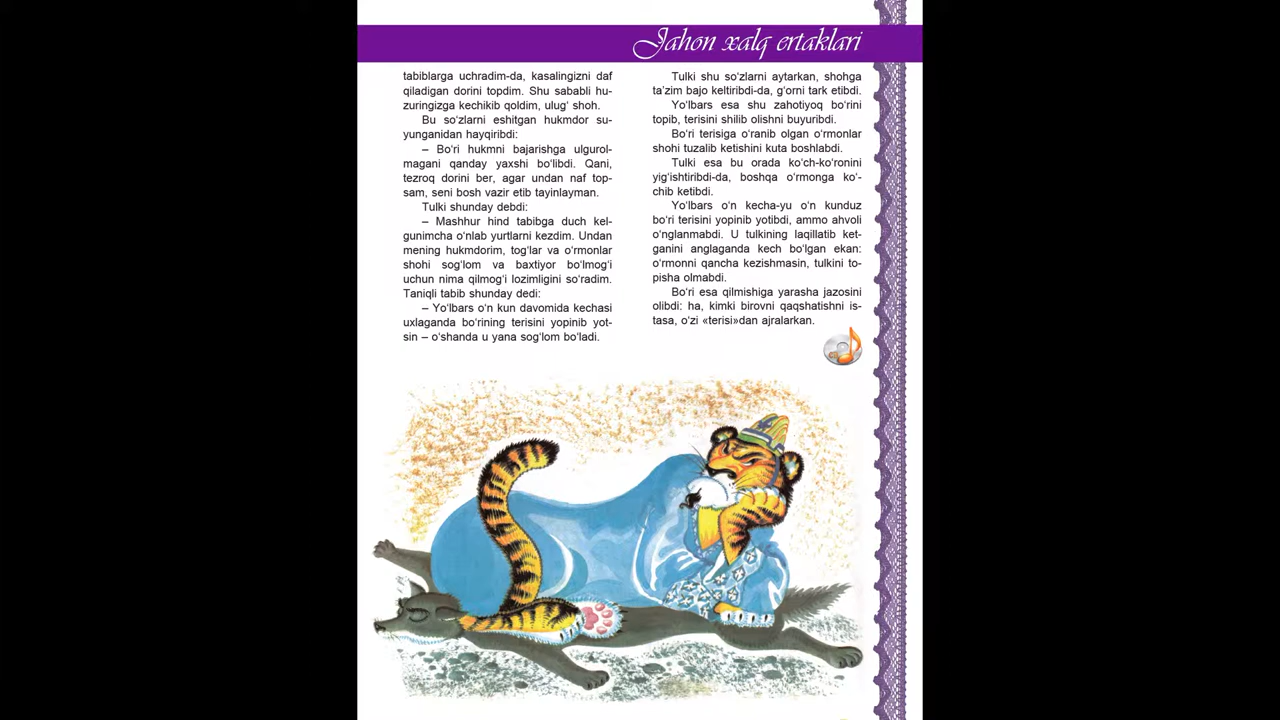 Jahon xalq ertaklari
tabiblarga uchradim-da, kasalingizni daf
qiladigan dorini topdim. Shu sababli hu-
zuringizga kechikib qoldim, ulug‘ shoh.
Bu so‘zlarni eshitgan hukmdor su-
yunganidan hayqiribdi:
– Bo‘ri hukmni bajarishga ulgurol-
magani qanday yaxshi bo‘libdi. Qani,
tezroq dorini ber, agar undan naf top-
sam, seni bosh vazir etib tayinlayman.
Tulki shunday debdi:
– Mashhur hind tabibga duch kel-
gunimcha o‘nlab yurtlarni kezdim. Undan
mening hukmdorim, tog‘lar va o‘rmonlar
shohi sog‘lom va baxtiyor bo‘lmog‘i
uchun nima qilmog‘i lozimligini so‘radim.
Taniqli tabib shunday dedi:
– Yo‘lbars o‘n kun davomida kechasi
uxlaganda bo‘rining terisini yopinib yot-
sin – o‘shanda u yana sog‘lom bo‘ladi.
Tulki shu so‘zlarni aytarkan, shohga
ta’zim bajo keltiribdi-da, g‘orni tark etibdi.
Yo‘lbars esa shu zahotiyoq bo‘rini
topib, terisini shilib olishni buyuribdi.
Bo‘ri terisiga o‘ranib olgan o‘rmonlar
shohi tuzalib ketishini kuta boshlabdi.
Tulki esa bu orada ko‘ch-ko‘ronini
yig‘ishtiribdi-da, boshqa o‘rmonga ko‘-
chib ketibdi.
Yo‘lbars o‘n kecha-yu o‘n kunduz
bo‘ri terisini yopinib yotibdi, ammo ahvoli
o‘nglanmabdi. U tulkining laqillatib ket-
ganini anglaganda kech bo‘lgan ekan:
o‘rmonni qancha kezishmasin, tulkini to-
pisha olmabdi.
Bo‘ri esa qilmishiga yarasha jazosini
olibdi: ha, kimki birovni qaqshatishni is-
tasa, o‘zi «terisi»dan ajralarkan.